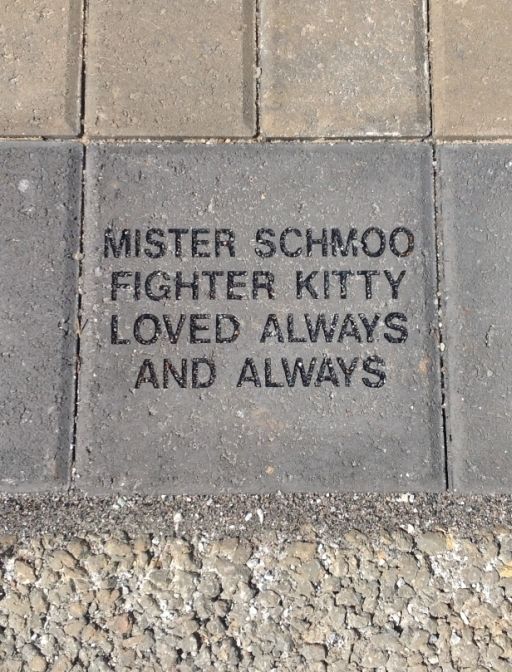 MISTER SCHMOO
FIGHTER KITTY
LOVED ALWAYS
AND ALWAYS